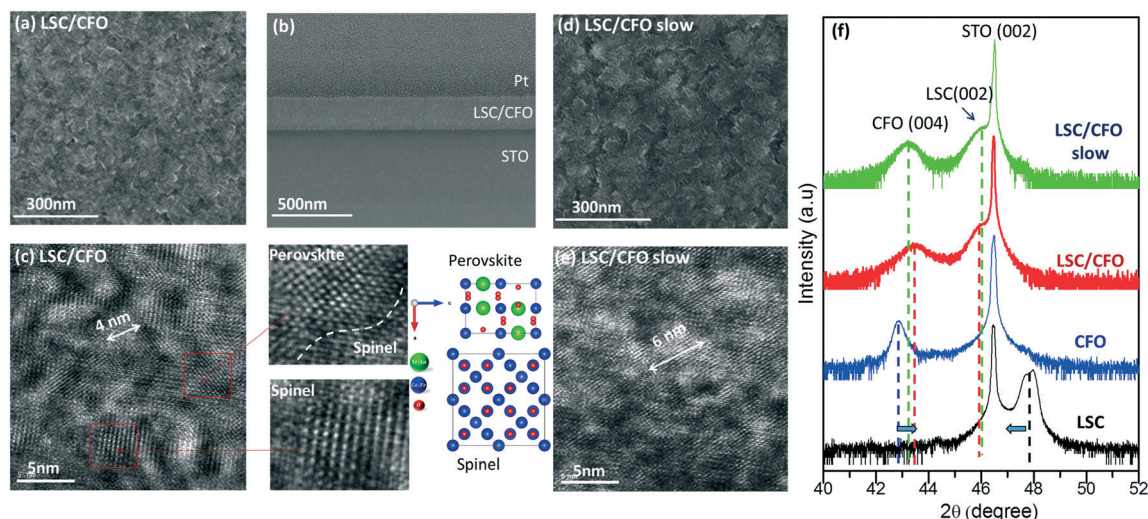 (a) LSC/CFO
300nm
(b)
Pt
LSC/CFO
STO
500nm
(d) LSC/CFO slow
300nm
(c) LSC/CFO
4 nm
5nm
Perovskite
Spinel
Spinel
Perovskite
c
a
Spinel
(e) LSC/CFO slow
6 nm
5nm
(f)
STO (002)
LSC(002)
CFO (004)
LSC/CFO
slow
LSC/CFO
CFO
LSC
Intensity (a.u)
40 42 44 46 48 50 52
2θ (degree)